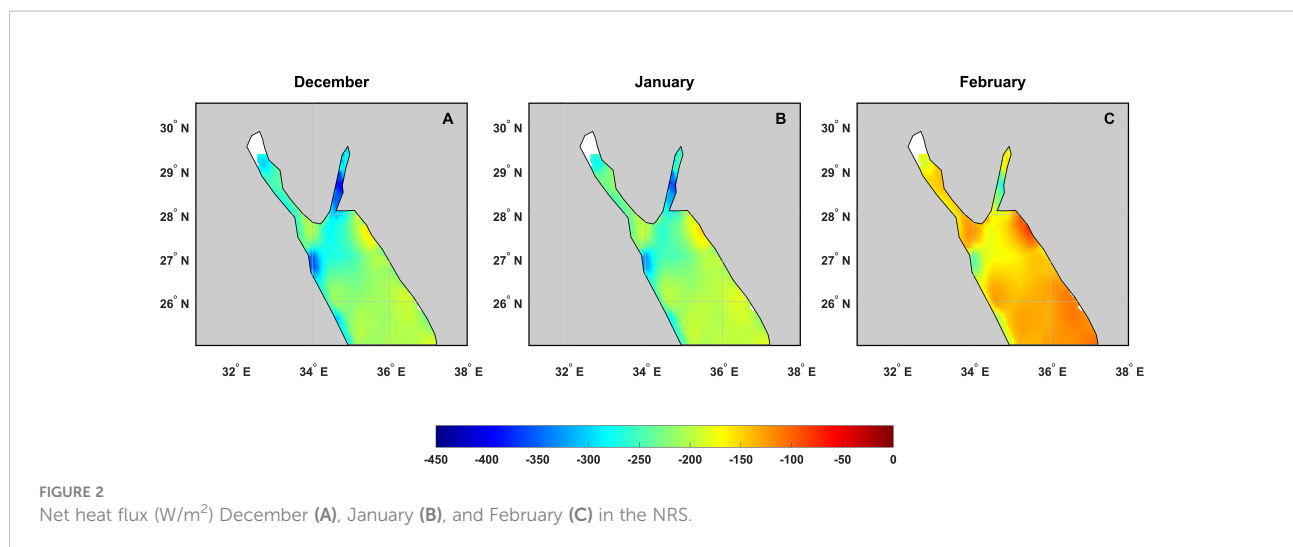 December
January
February
A
B
C
30° N
29° N
28° N
27° N
26° N
32° E
34° E
36° E
38° E
30° N
29° N
28° N
27° N
26° N
32° E
34° E
36° E
38° E
30° N
29° N
28° N
27° N
26° N
32° E
34° E
36° E
38° E
-450
-400
-350
-300
-250
-200
-150
-100
-50
0
FIGURE 2
Net heat flux (W/m²) December (A), January (B), and February (C) in the NRS.